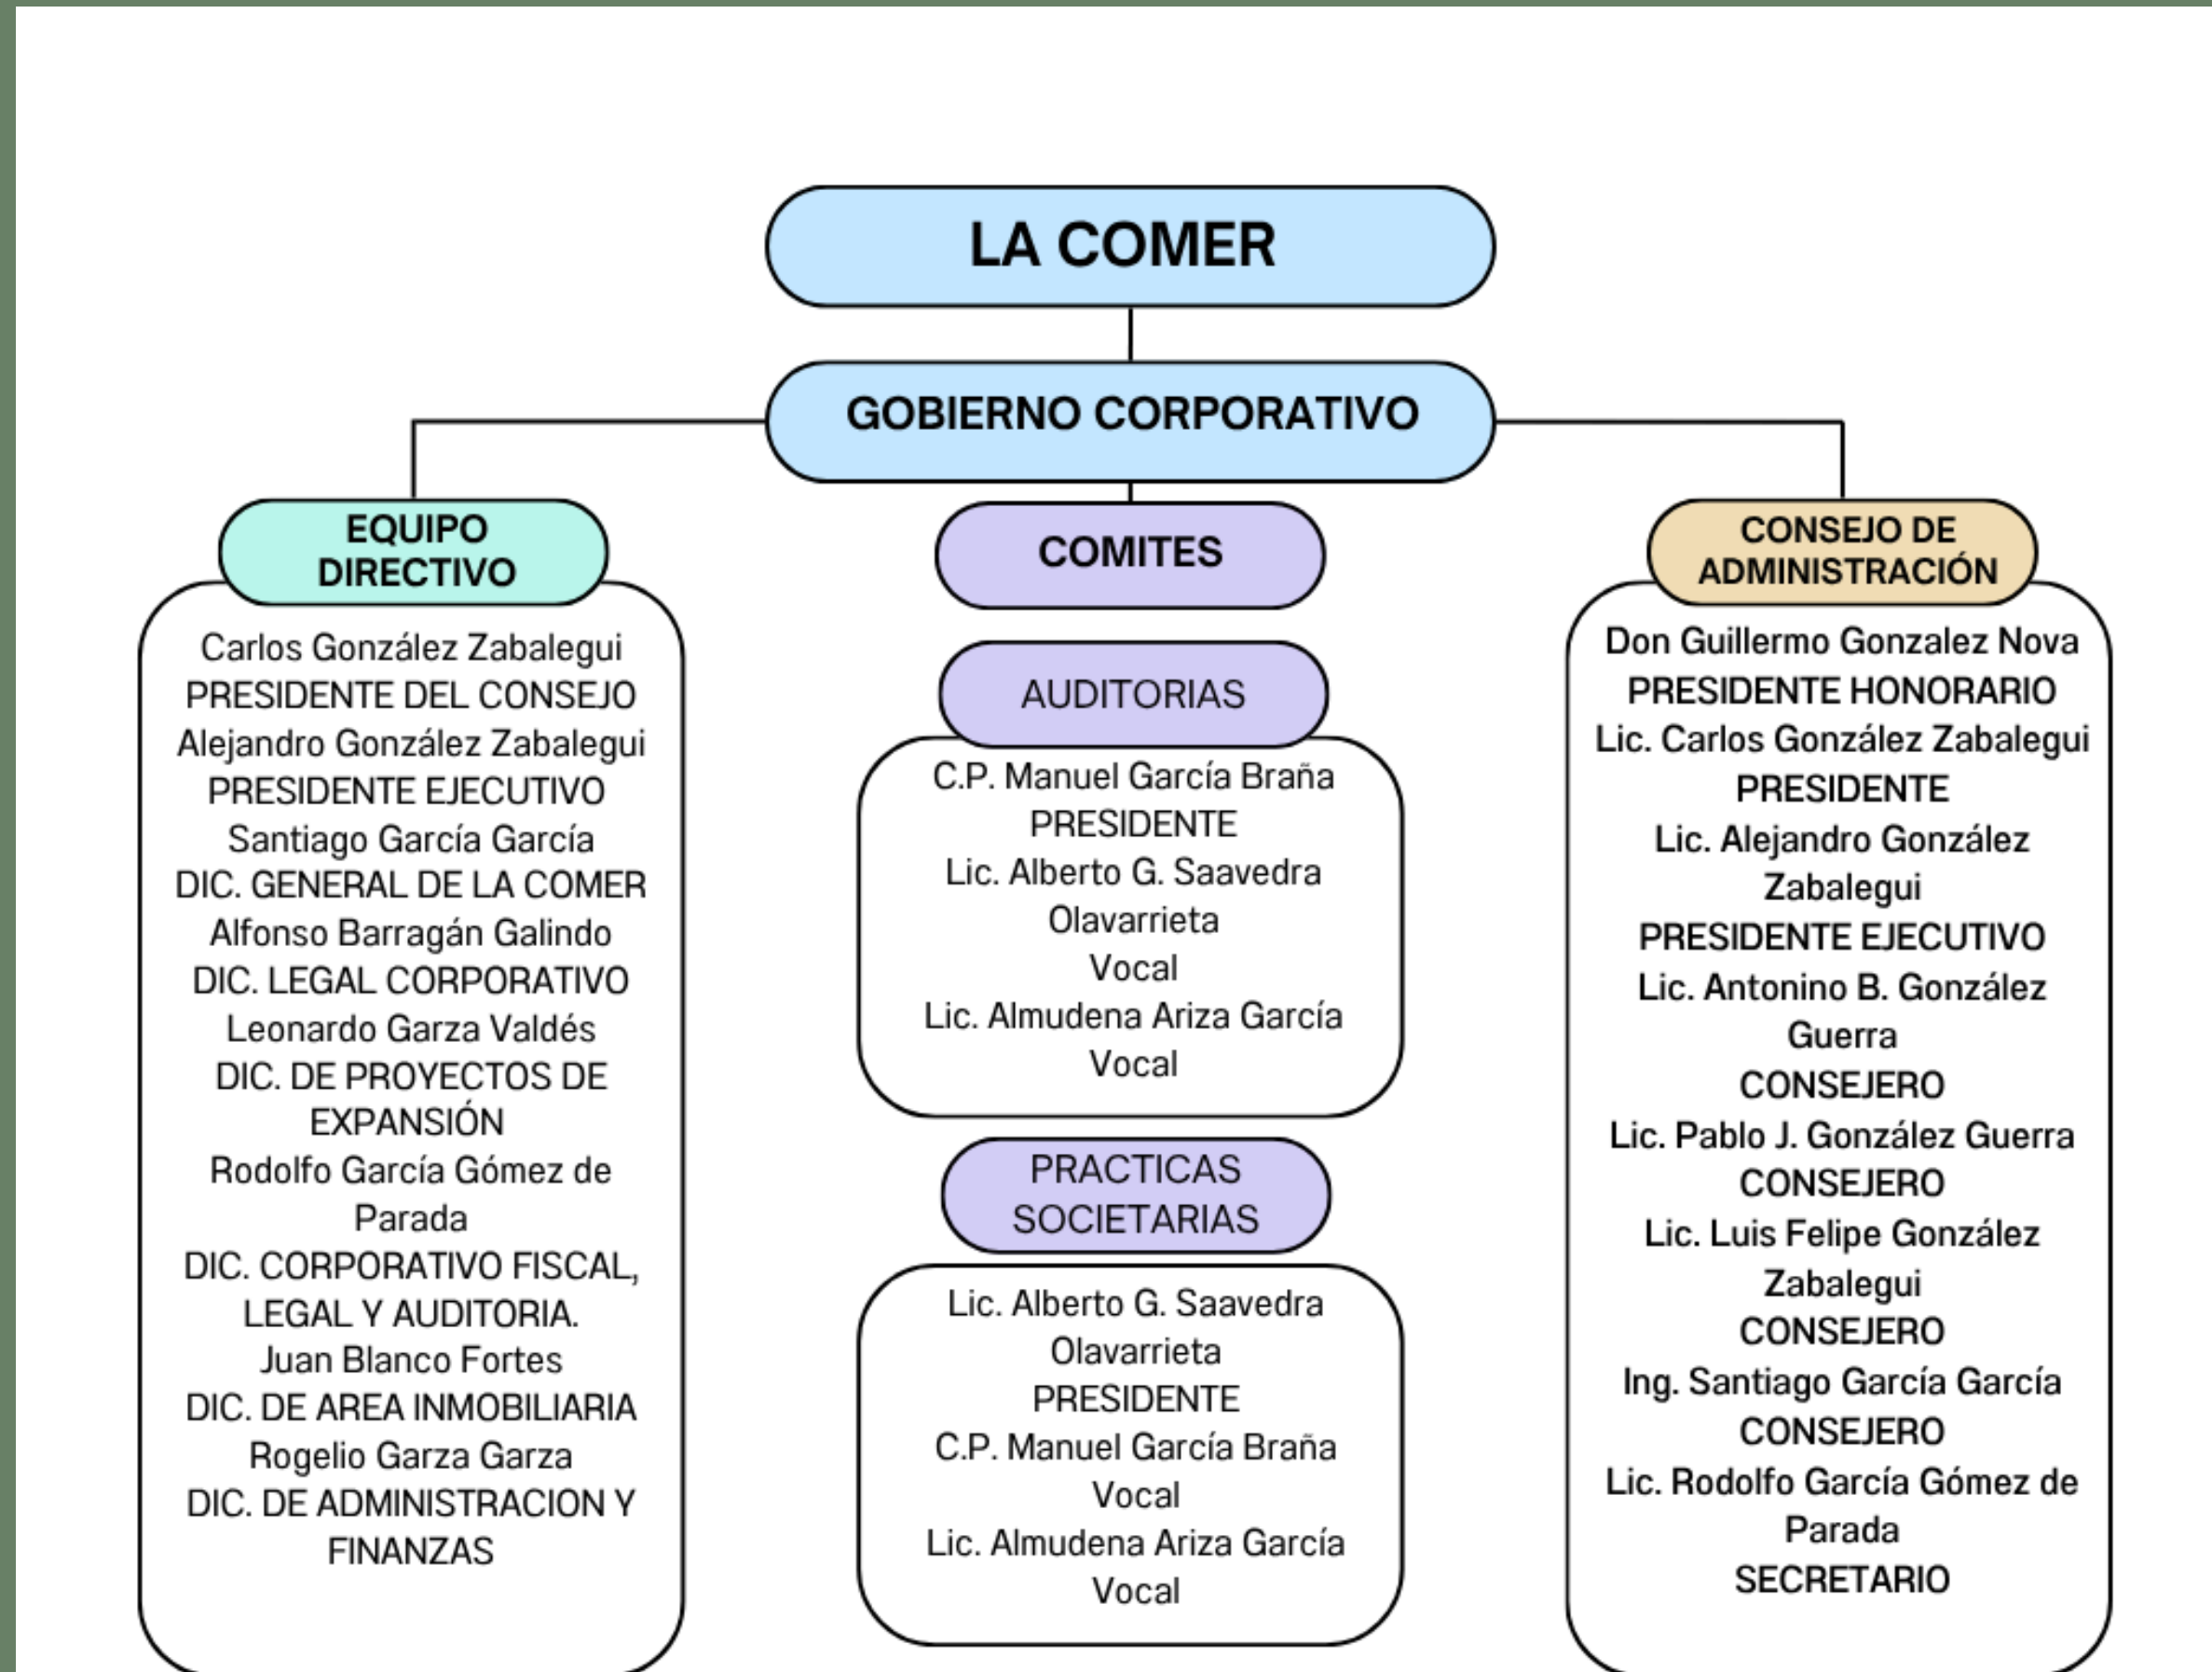 LA COMER
GOBIERNO CORPORATIVO
EQUIPO
DIRECTIVO
Carlos González Zabalegui
PRESIDENTE DEL CONSEJO
Alejandro González Zabalegui
PRESIDENTE EJECUTIVO
Santiago García García
DIC. GENERAL DE LA COMER
Alfonso Barragán Galindo
DIC. LEGAL CORPORATIVO
Leonardo Garza Valdés
DIC. DE PROYECTOS DE
EXPANSIÓN
Rodolfo García Gómez de
Parada
DIC. CORPORATIVO FISCAL,
LEGAL Y AUDITORIA.
Juan Blanco Fortes
DIC. DE AREA INMOBILIARIA
Rogelio Garza Garza
DIC. DE ADMINISTRACION Y
FINANZAS
COMITES
AUDITORIAS
C.P. Manuel García Braña
PRESIDENTE
Lic. Alberto G. Saavedra
Olavarrieta
Vocal
Lic. Almudena Ariza García
Vocal
PRACTICAS
SOCIETARIAS
Lic. Alberto G. Saavedra
Olavarrieta
PRESIDENTE
C.P. Manuel García Braña
Vocal
Lic. Almudena Ariza García
Vocal
CONSEJO DE
ADMINISTRACIÓN
Don Guillermo Gonzalez Nova
PRESIDENTE HONORARIO
Lic. Carlos González Zabalegui
PRESIDENTE
Lic. Alejandro González
Zabalegui
PRESIDENTE EJECUTIVO
Lic. Antonino B. González
Guerra
CONSEJERO
Lic. Pablo J. González Guerra
CONSEJERO
Lic. Luis Felipe González
Zabalegui
CONSEJERO
Ing. Santiago García García
CONSEJERO
Lic. Rodolfo García Gómez de
Parada
SECRETARIO